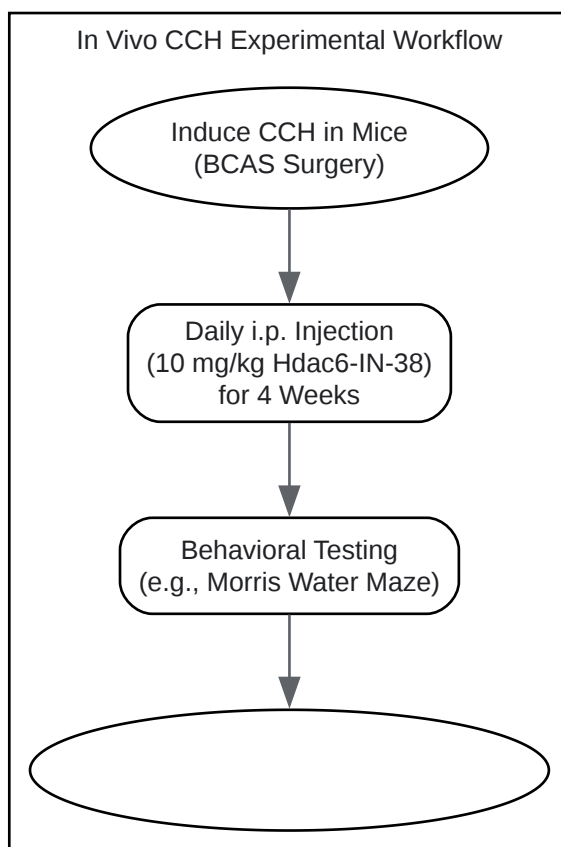 In Vivo CCH Experimental Workflow
Induce CCH in Mice
(BCAS Surgery)
Daily i.p. Injection
(10 mg/kg Hdac6-IN-38)
for 4 Weeks
Behavioral Testing
(e.g., Morris Water Maze)